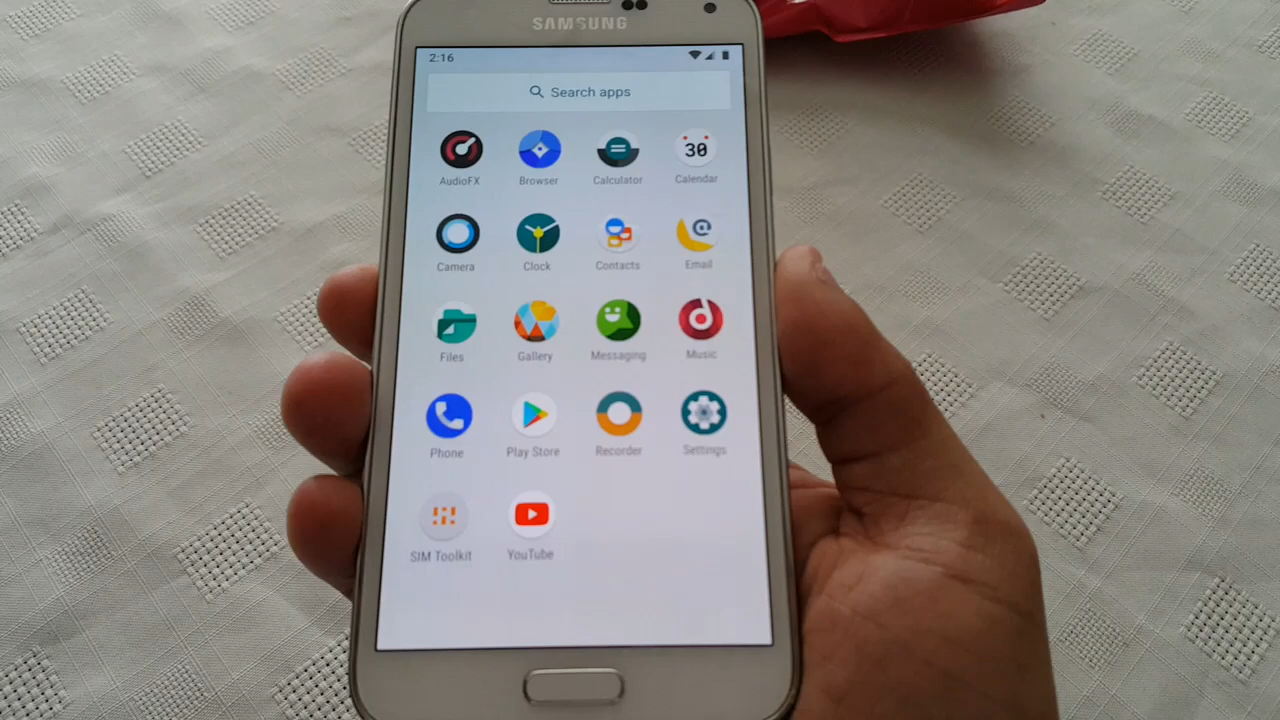 SAMSUNG
2:16
Search apps
AudioFX
Browser
Calculator
30
Calendar
Camera
Clock
Contacts
@
Email
Files
Gallery
Messaging
Music
Phone
Play Store
Recorder
Settings
SIM Toolkit
YouTube